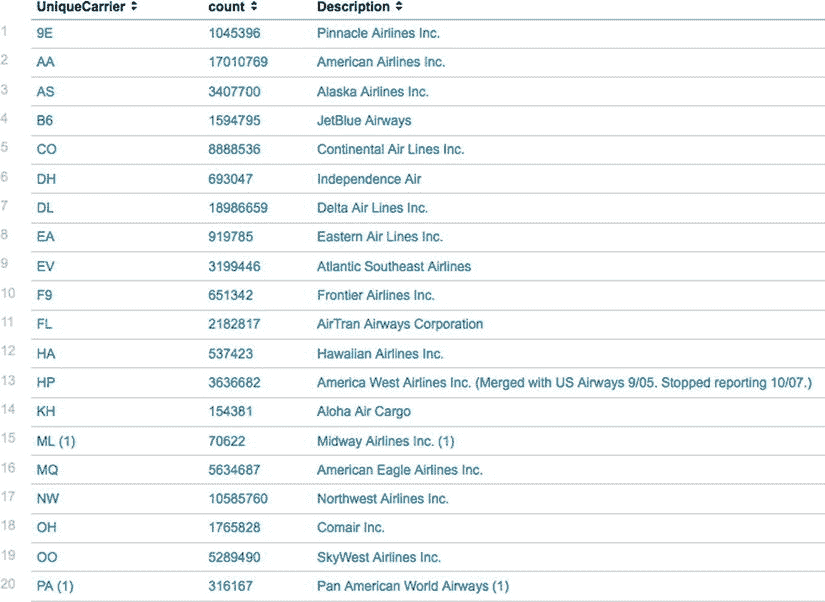 UniqueCarrier count Description
1 9E 1045396 Pinnacle Airlines Inc.
2 AA 17010769 American Airlines Inc.
3 AS 3407700 Alaska Airlines Inc.
4 B6 1594795 JetBlue Airways
5 CO 8888536 Continental Air Lines Inc.
6 DH 693047 Independence Air
7 DL 18986659 Delta Air Lines Inc.
8 EA 919785 Eastern Air Lines Inc.
9 EV 3199446 Atlantic Southeast Airlines
10 F9 651342 Frontier Airlines Inc.
11 FL 2182817 AirTran Airways Corporation
12 HA 537423 Hawaiian Airlines Inc.
13 HP 3636682 America West Airlines Inc. (Merged with US Airways 9/05. Stopped reporting 10/07.)
14 KH 154381 Aloha Air Cargo
15 ML (1) 70622 Midway Airlines Inc. (1)
16 MQ 5634687 American Eagle Airlines Inc.
17 NW 10585760 Northwest Airlines Inc.
18 OH 1765828 Comair Inc.
19 OO 5289490 SkyWest Airlines Inc.
20 PA (1) 316167 Pan American World Airways (1)